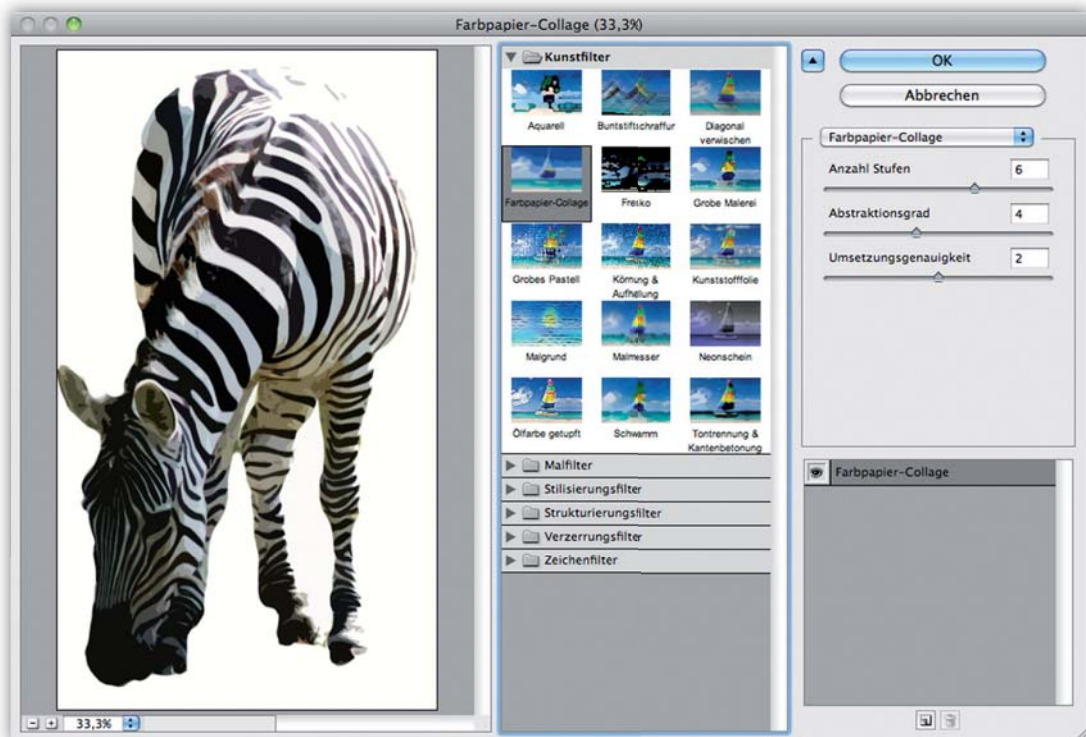 Farbpapier-Collage (33,3%)
33,3%
Kunstfilter
Aquarell
Buntstiftschraffur
Diagonal
verwischen
Farbpapier-Collage
Fresko
Grobe Malerei
Grobes Pastell
Körnung &
Aufhellung
Kunststofffolie
Malgrund
Malmesser
Neonschein
Ölfarbe getupft
Schwamm
Tontrennung &
Kantenbetonung
Malfilter
Stilisierungsfilter
Strukturierungsfilter
Verzerrungsfilter
Zeichenfilter
OK
Abbrechen
Farbpapier-Collage
Anzahl Stufen 6
Abstraktionsgrad 4
Umsetzungsgenauigkeit 2
Farbpapier-Collage